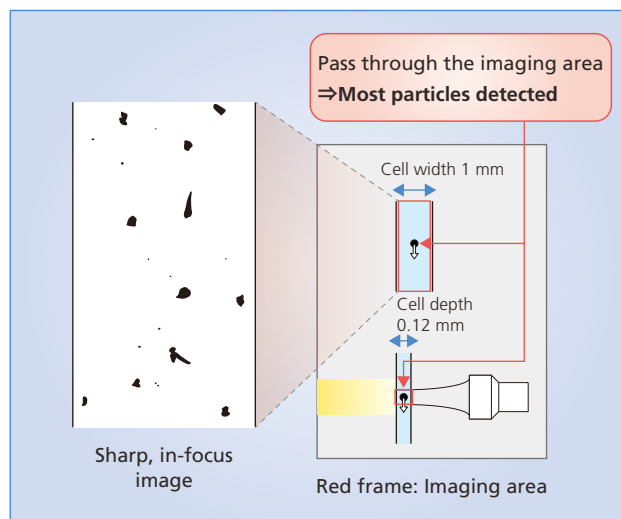 Pass through the imaging area
⇒Most particles detected
Cell width 1 mm
Cell depth
0.12 mm
Sharp, in-focus
image
Red frame: Imaging area